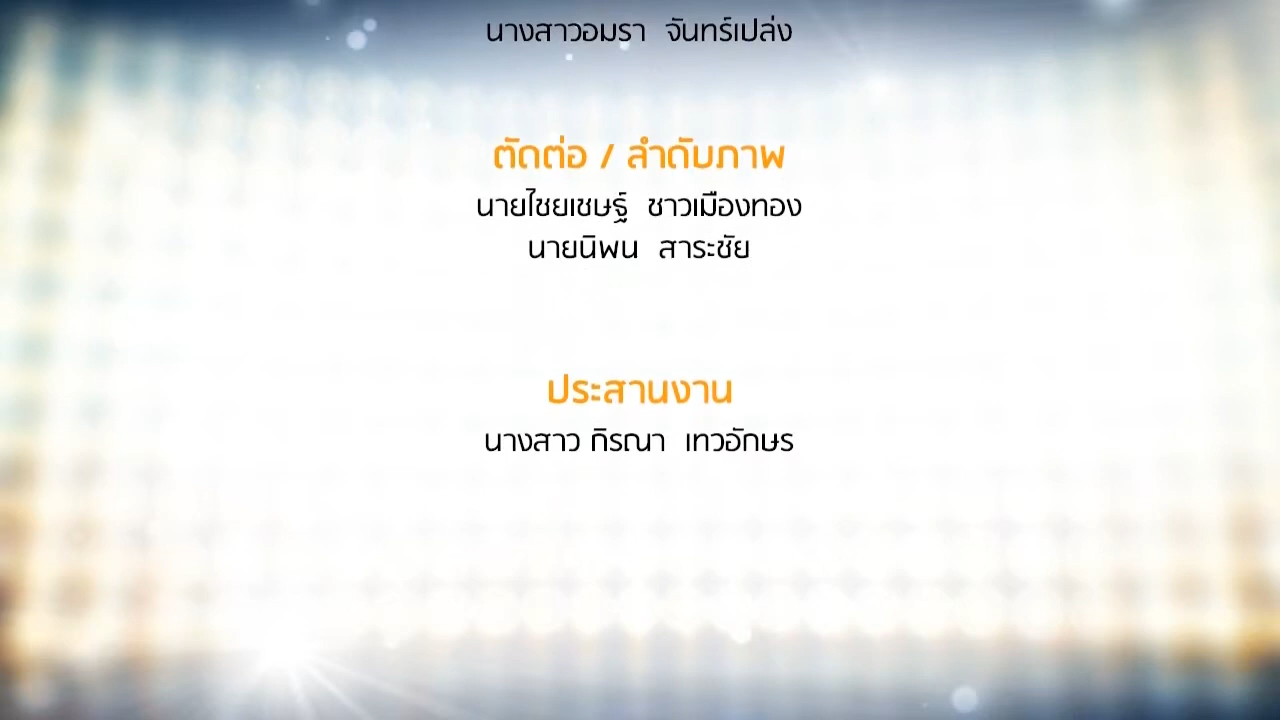 นางสาวอมรา จันทร์เปล่ง
ตัดต่อ / ลำดับภาพ
นายไชยเชษฐ์ ชาวเมืองทอง
นายนิพน สาระชัย
ประสานงาน
นางสาว กิรณา เทวอักษร